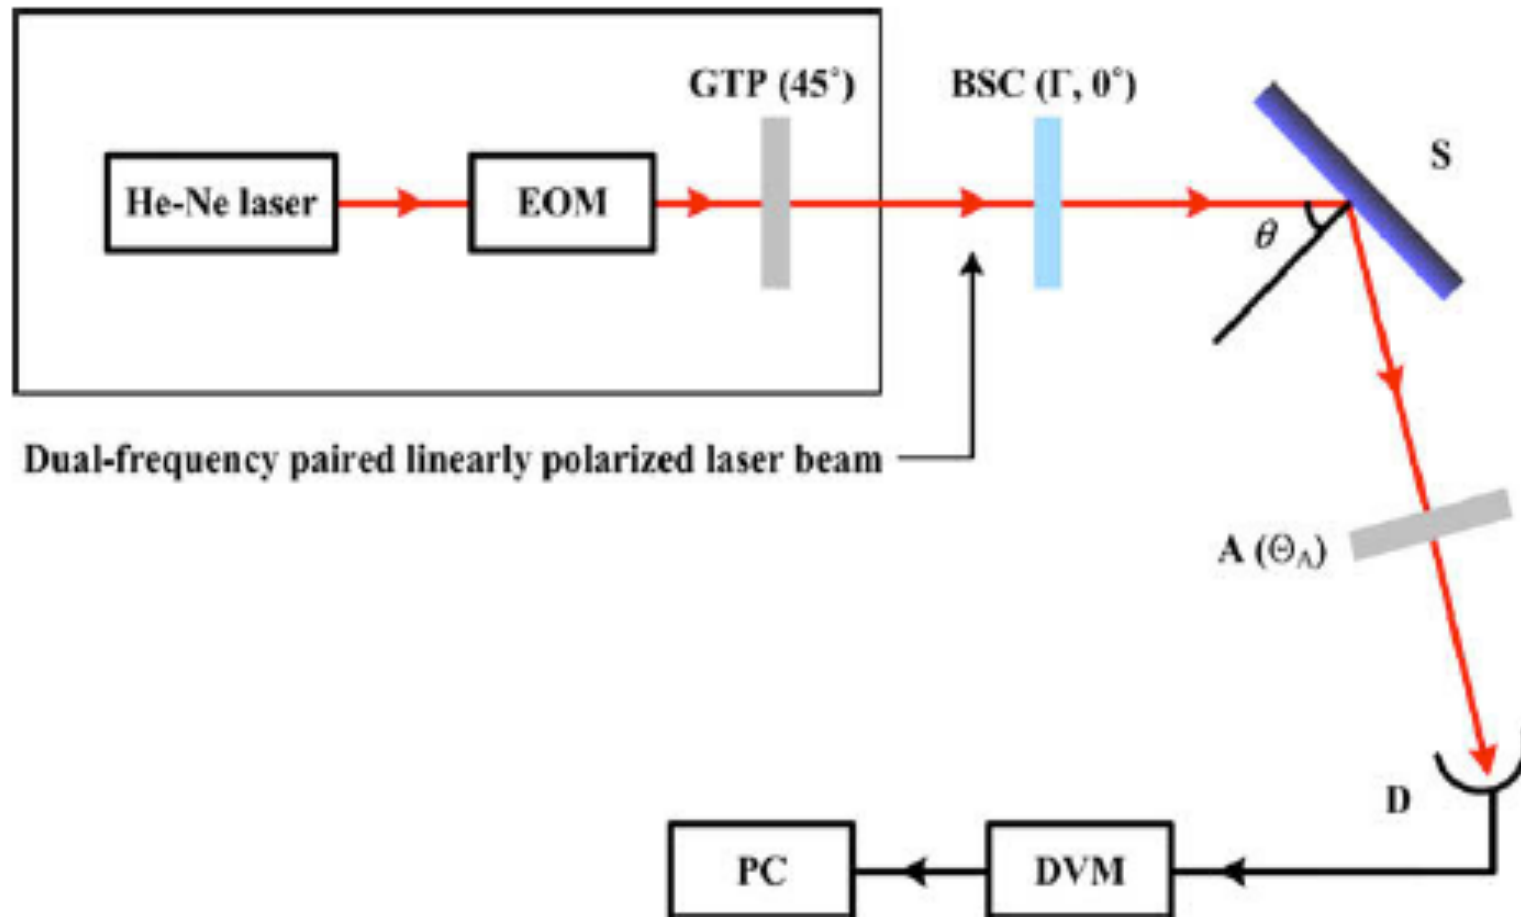 GTP (45°)
BSC (Γ, 0°)
S
He-Ne laser
EOM
θ
Dual-frequency paired linearly polarized laser beam
A (Θ_A)
D
PC
DVM